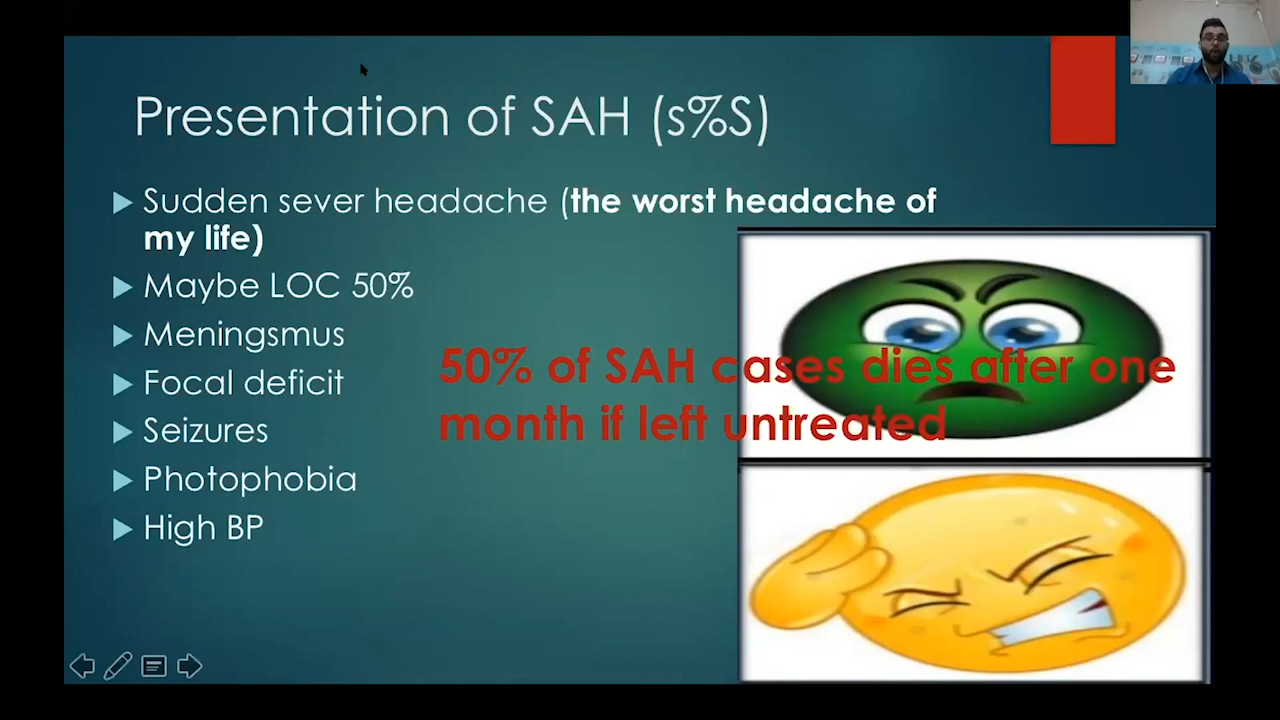 Presentation of SAH (s%S)
Sudden sever headache (the worst headache of
my life)
Maybe LOC 50%
Meningsmus
Focal deficit
Seizures
Photophobia
High BP
50% of SAH cases dies after one
month if left untreated